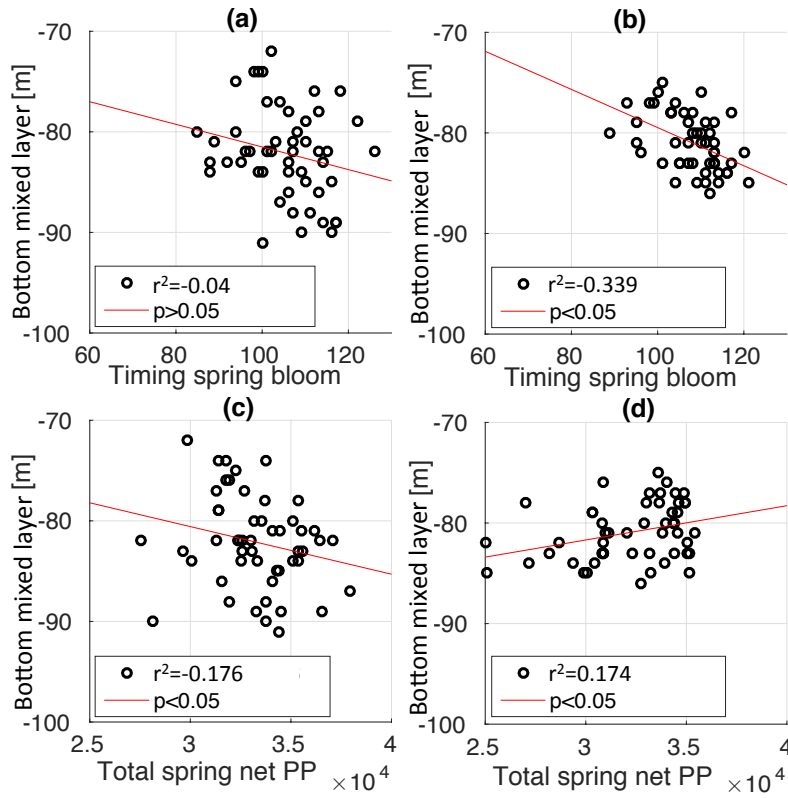 (a)
-70
-80
-90
-100
Bottom mixed layer [m]
r²=-0.04
p>0.05
60
80
100
120
Timing spring bloom
(b)
-70
-80
-90
-100
Bottom mixed layer [m]
r²=-0.339
p<0.05
60
80
100
120
Timing spring bloom
(c)
-70
-80
-90
-100
Bottom mixed layer [m]
r²=-0.176
p<0.05
2.5
3
3.5
4
Total spring net PP
×10⁴
(d)
-70
-80
-90
-100
Bottom mixed layer [m]
r²=0.174
p<0.05
2.5
3
3.5
4
Total spring net PP
×10⁴